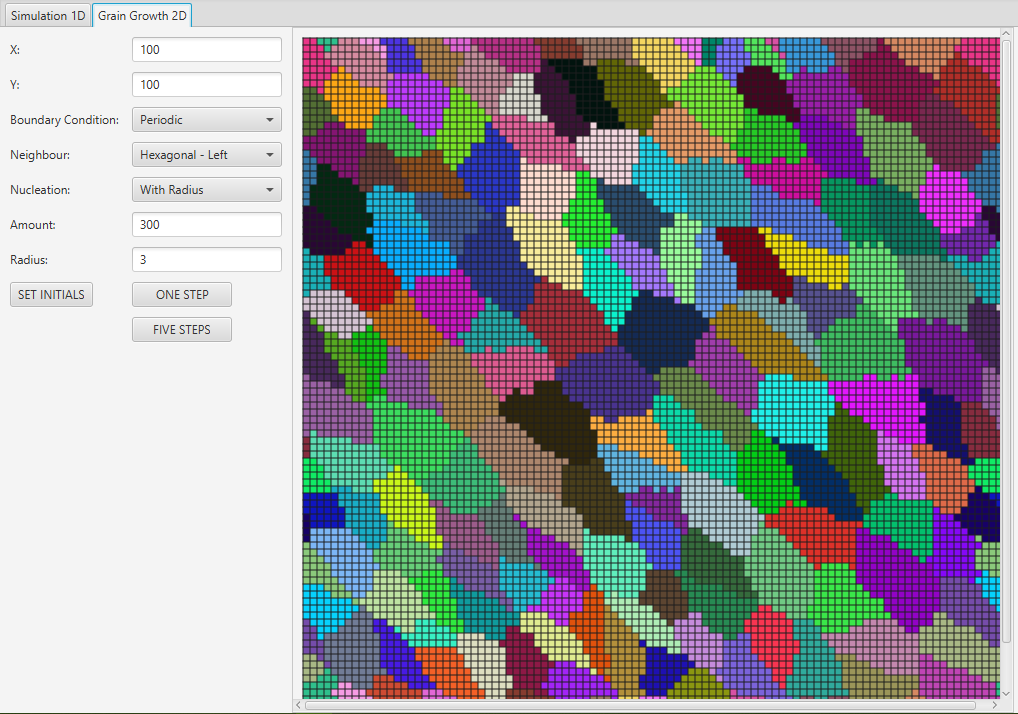 Simulation 1D Grain Growth 2D
X: 100
Y: 100
Boundary Condition: Periodic
Neighbour: Hexagonal - Left
Nucleation: With Radius
Amount: 300
Radius: 3
SET INITIALS ONE STEP
FIVE STEPS